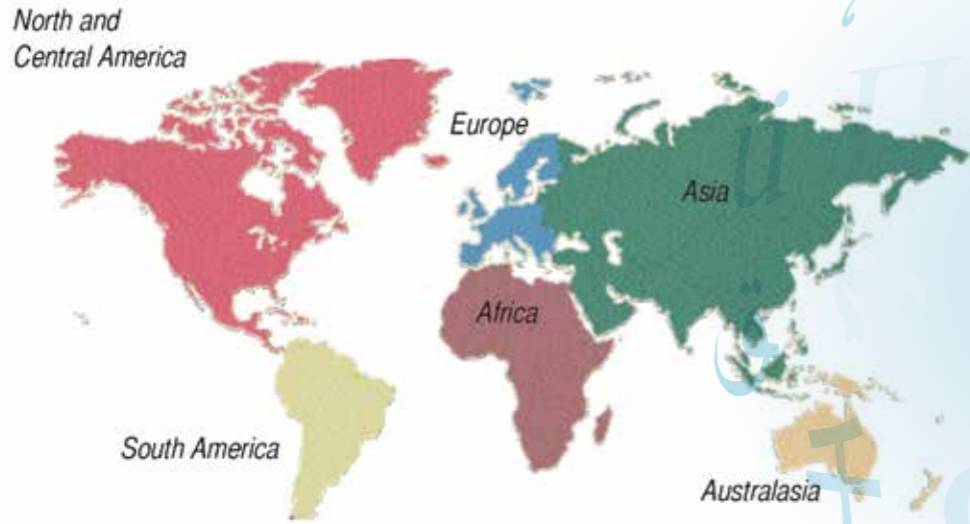 North and
Central America
Europe
Asia
Africa
South America
Australasia